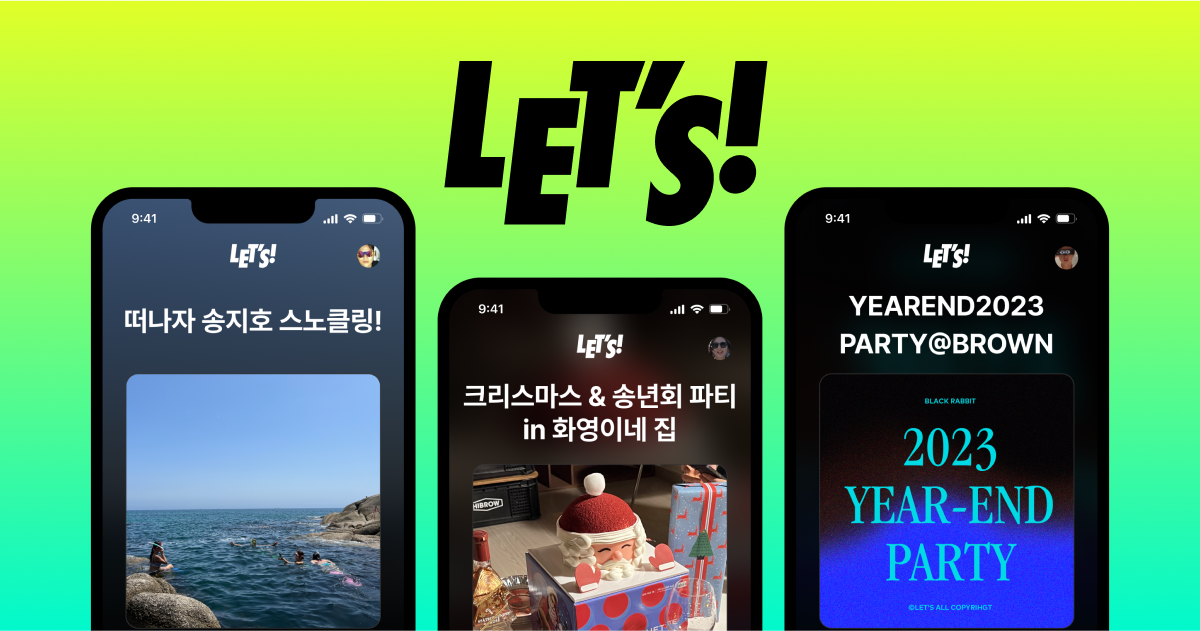 LET'S!
9:41
LET'S!
떠나자 송지호 스노클링!
9:41
LET'S!
크리스마스 & 송년회 파티
in 화영이네 집
HIBROW
9:41
LET'S!
YEAREND2023
PARTY@BROWN
BLACK RABBIT
2023
YEAR-END
PARTY
©LET'S ALL COPYRIHGT